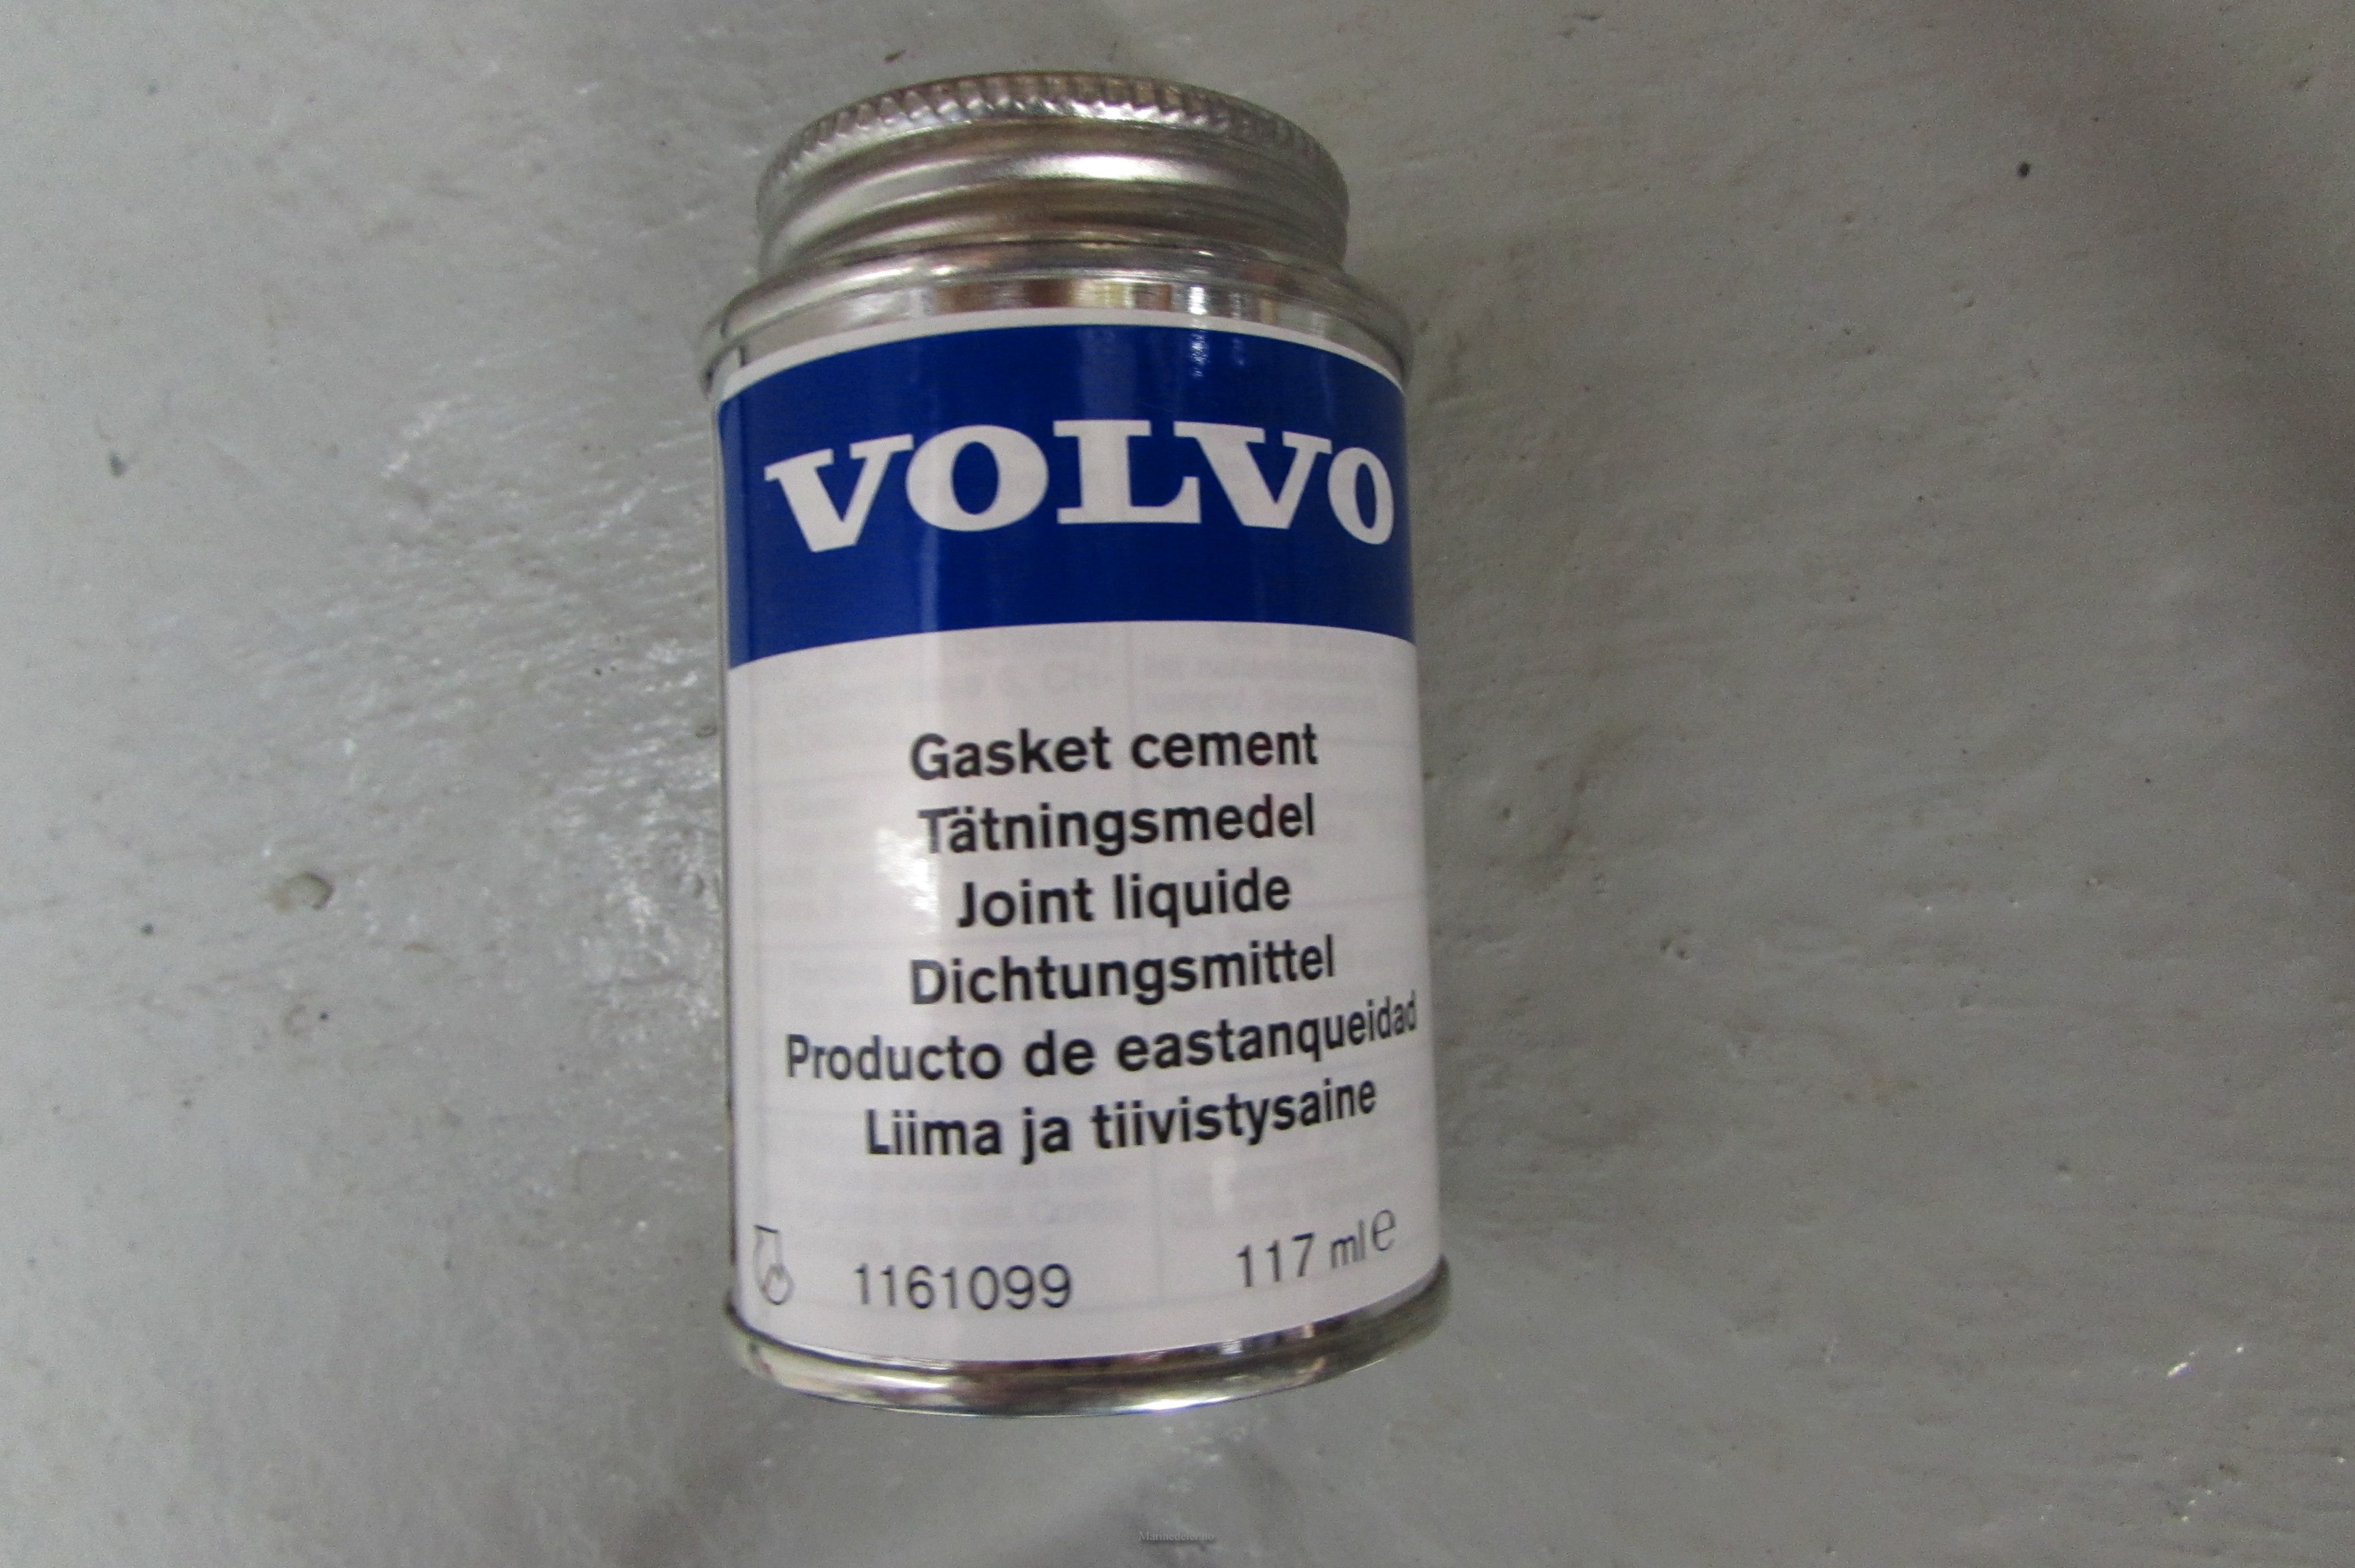 VOLVO
Gasket cement
Tätningsmedel
Joint liquide
Dichtungsmittel
Producto de eastanqueidad
Liima ja tiivistysaine
1161099 117 ml e